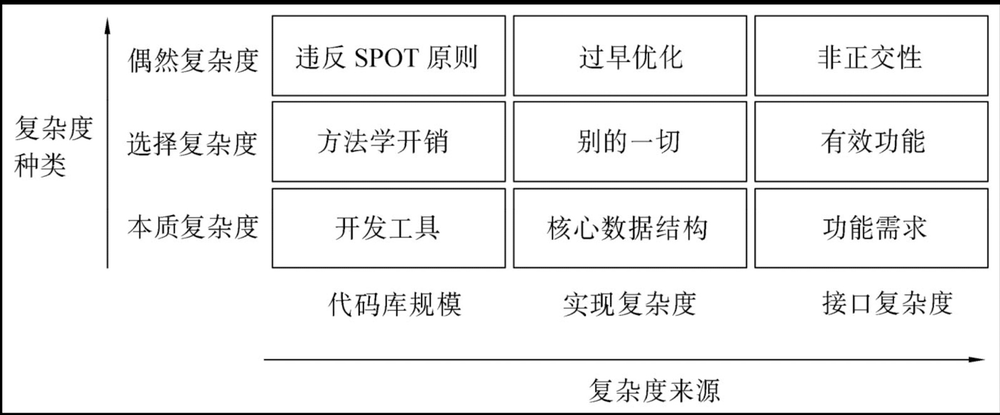 偶然复杂度 违反 SPOT 原则 过早优化 非正交性
复杂度
种类
选择复杂度 方法学开销 别的一切 有效功能
本质复杂度 开发工具 核心数据结构 功能需求
代码库规模 实现复杂度 接口复杂度
复杂度来源